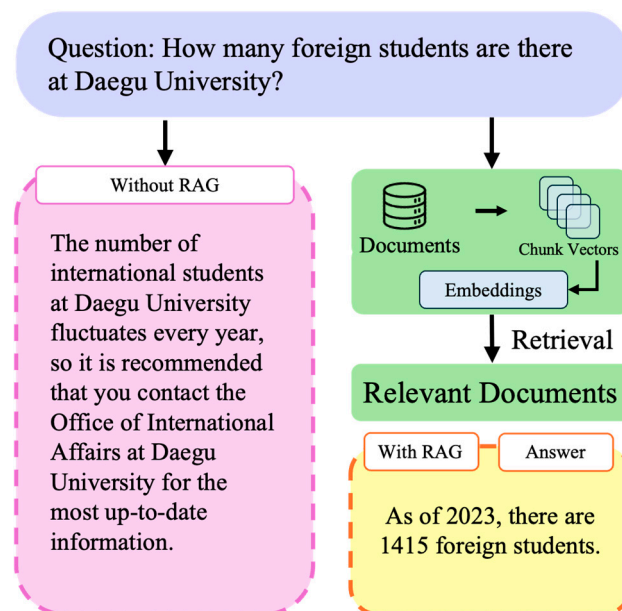 Question: How many foreign students are there
at Daegu University?
Without RAG
The number of
international students
at Daegu University
fluctuates every year,
so it is recommended
that you contact the
Office of International
Affairs at Daegu
University for the
most up-to-date
information.
Documents
Chunk Vectors
Embeddings
Retrieval
Relevant Documents
With RAG
Answer
As of 2023, there are
1415 foreign students.